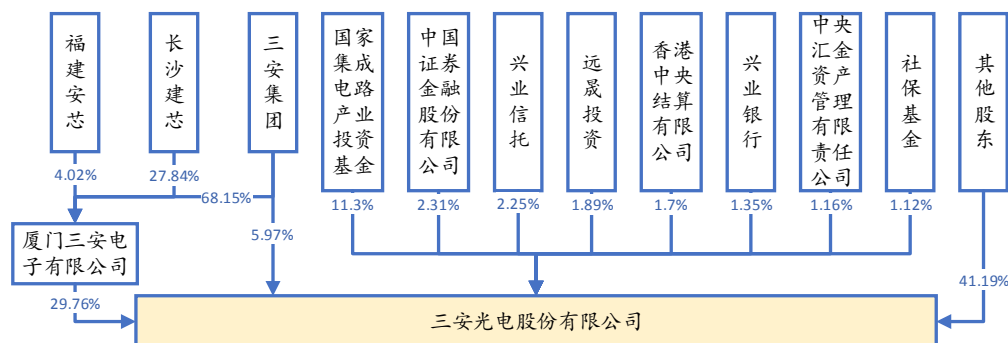 福建安芯
长沙建芯
三安集团
国家集成电路产业投资基金
中国证券金融股份有限公司
兴业信托
远晟投资
香港中央结算有限公司
兴业银行
中央汇金资产管理有限责任公司
社保基金
其他股东
4.02%
27.84%
68.15%
11.3%
2.31%
2.25%
1.89%
1.7%
1.35%
1.16%
1.12%
厦门三安电
子有限公司
5.97%
41.19%
29.76%
三安光电股份有限公司